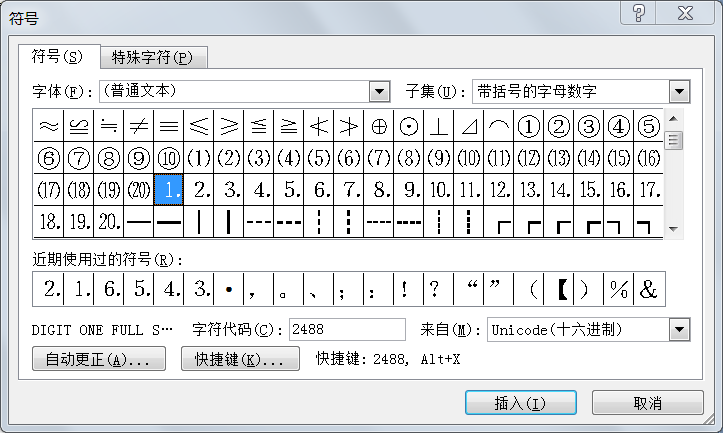 符号
符号(S) 特殊字符(P)
字体(F): (普通文本) 子集(U): 带括号的字母数字
≈ ≌ ≒ ≠ ≡ ≤ ≥ ≦ ≧ ≮ ≯ ⊕ ⊙ ⊥ ⊿ ⌒ ① ② ③ ④ ⑤
⑥ ⑦ ⑧ ⑨ ⑩ ⑴ ⑵ ⑶ ⑷ ⑸ ⑹ ⑺ ⑻ ⑼ ⑽ ⑾ ⑿ ⒀ ⒁ ⒂ ⒃
⒄ ⒅ ⒆ ⒇ ⒈ ⒉ ⒊ ⒋ ⒌ ⒍ ⒎ ⒏ ⒐ ⒑ ⒒ ⒓ ⒔ ⒕ ⒖ ⒗ ⒘
⒙ ⒚ ⒛ ─ ━ │ ┃ ┄ ┅ ┆ ┇ ┈ ┉ ┊ ┋ ┌ ┍ ┎ ┏ ┐ ┑
近期使用过的符号(R):
⒉ ⒈ ⒍ ⒌ ⒋ ⒊ • ， 。 、 ； ： ！ ？ “ ” （ 【 ） % &
DIGIT ONE FULL S… 字符代码(C): 2488 来自(M): Unicode(十六进制)
自动更正(A)... 快捷键(K)... 快捷键: 2488, Alt+X
插入(I) 取消